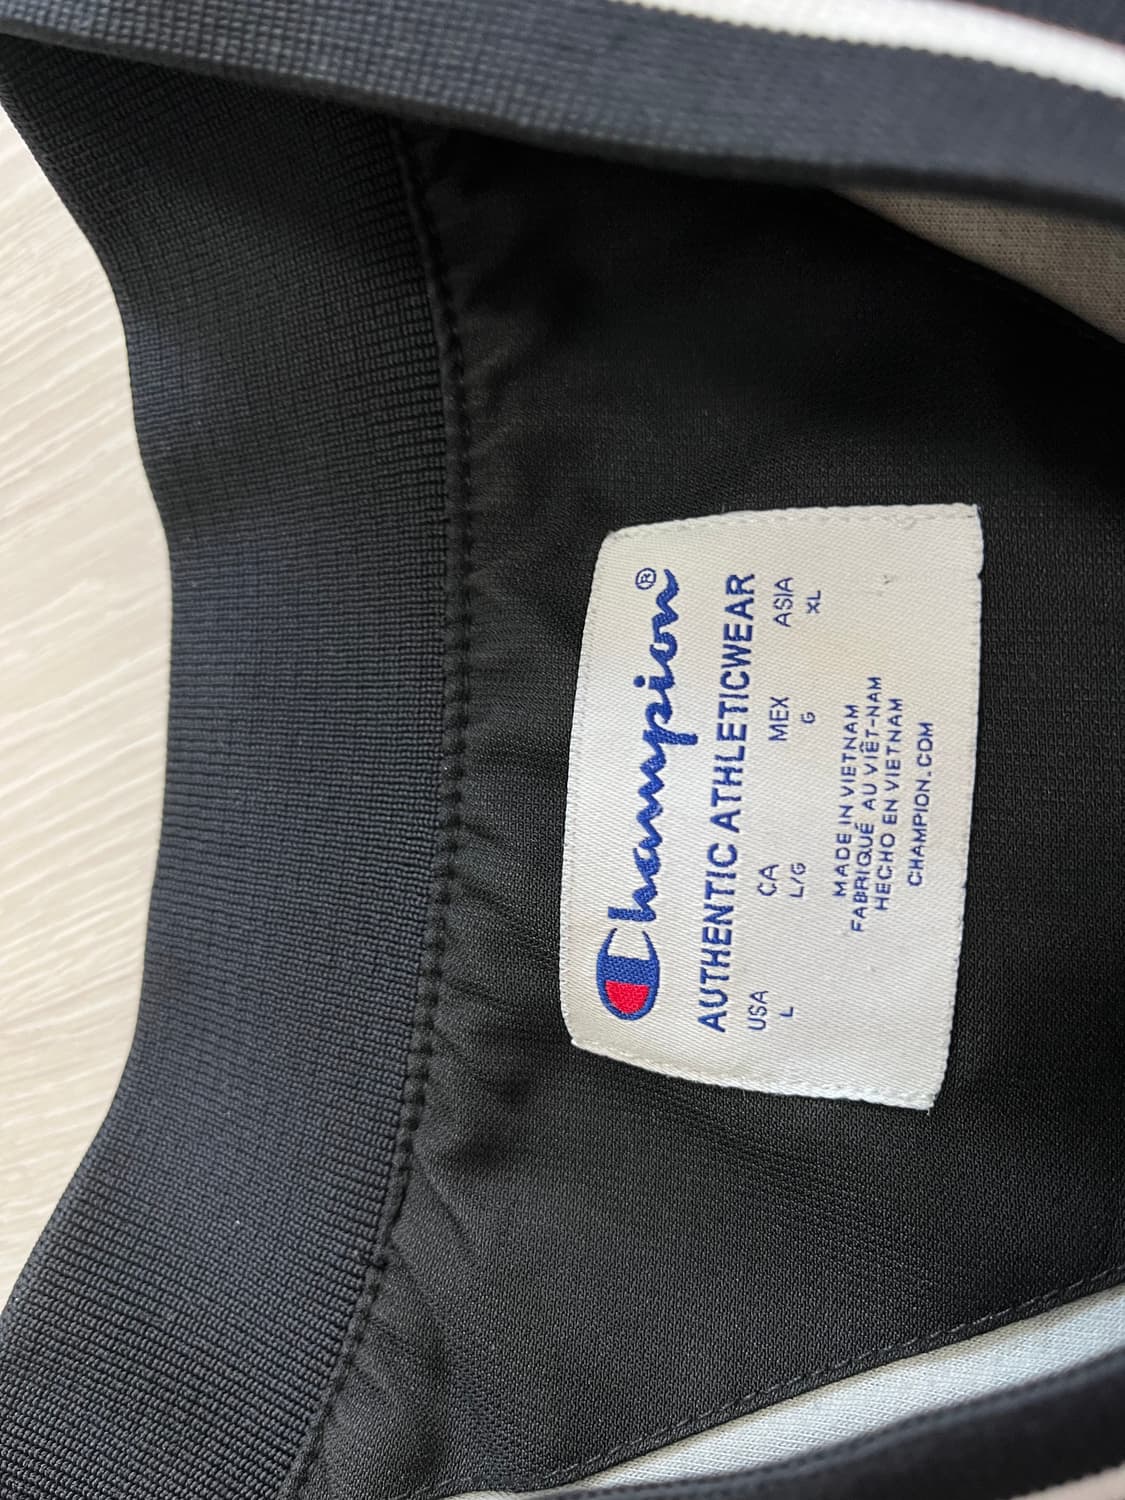 Champion®
AUTHENTIC ATHLETICWEAR
USA CA MEX ASIA
L L/G G XL
MADE IN VIETNAM
FABRIQUÉ AU VIÊT-NAM
HECHO EN VIETNAM
CHAMPION.COM